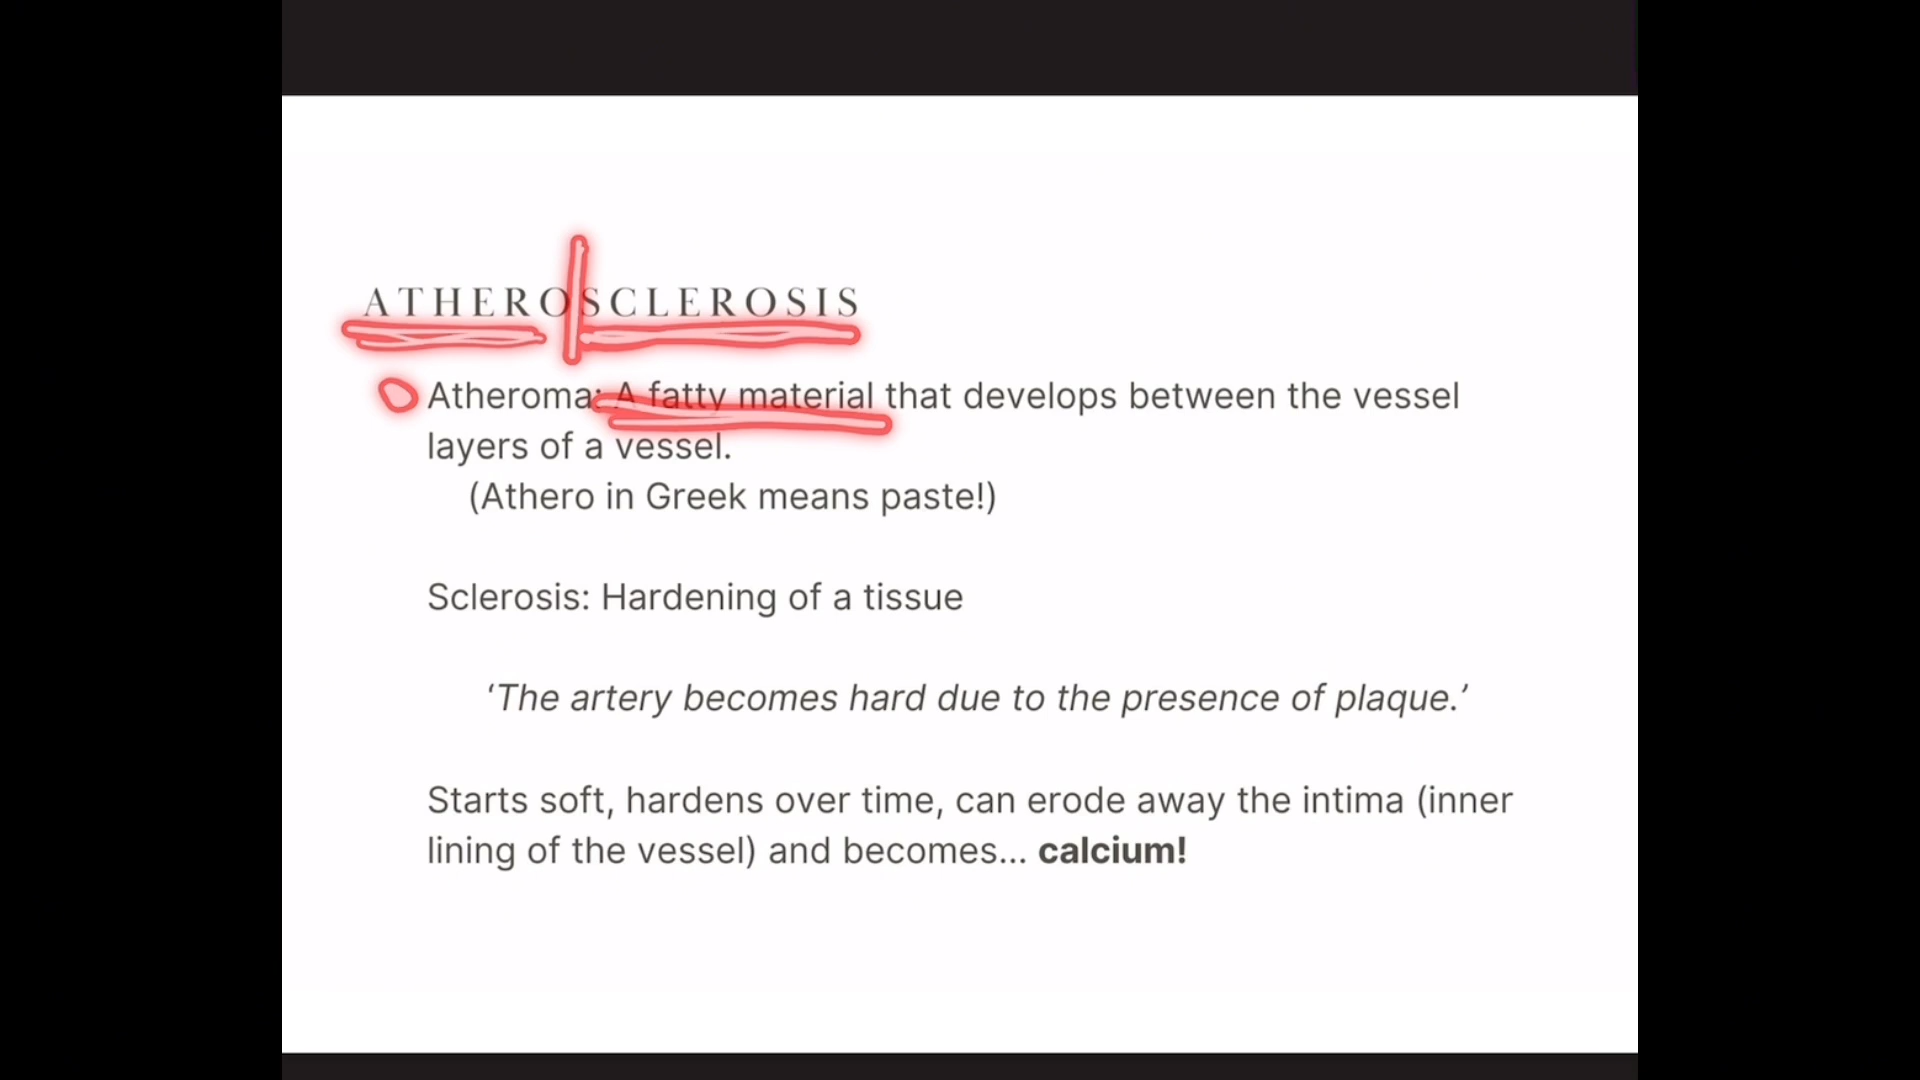 ATHEROSCLEROSIS
Atheroma: A fatty material that develops between the vessel
layers of a vessel.
(Athero in Greek means paste!)
Sclerosis: Hardening of a tissue
‘The artery becomes hard due to the presence of plaque.’
Starts soft, hardens over time, can erode away the intima (inner
lining of the vessel) and becomes... calcium!